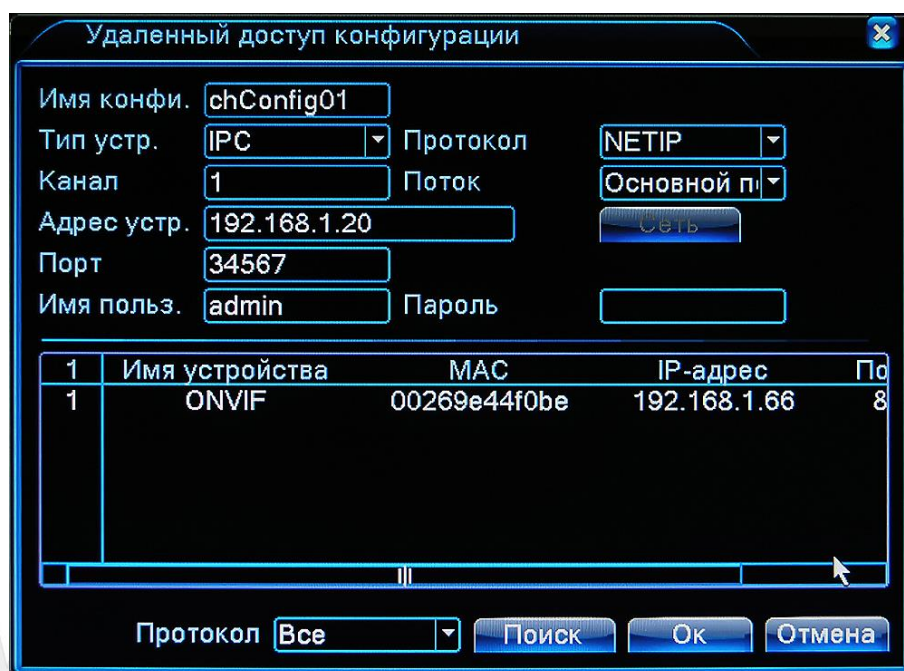 Удаленный доступ конфигурации
Имя конфи. chConfig01
Тип устр. IPC Протокол NETIP
Канал 1 Поток Основной п
Адрес устр. 192.168.1.20 Сеть
Порт 34567
Имя польз. admin Пароль
1 Имя устройства MAC IP-адрес По
1 ONVIF 00269e44f0be 192.168.1.66 8
Протокол Все Поиск Ок Отмена